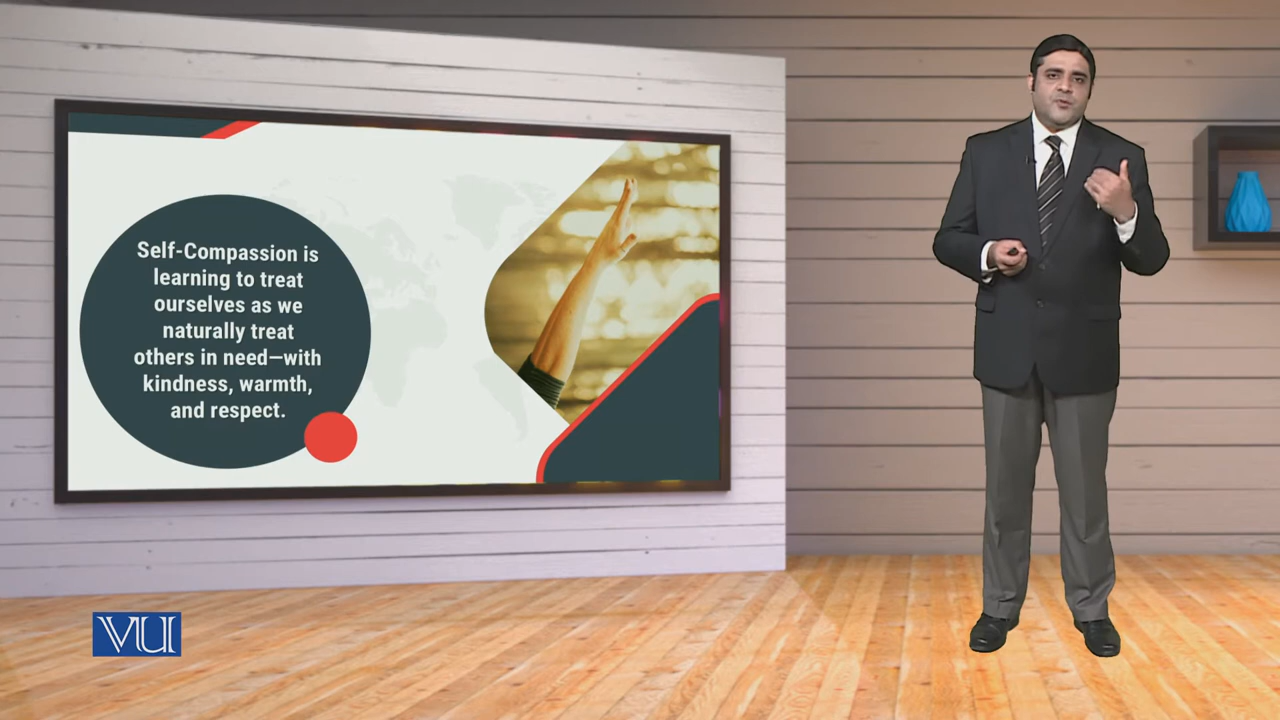 Self-Compassion is
learning to treat
ourselves as we
naturally treat
others in need—with
kindness, warmth,
and respect.
VU